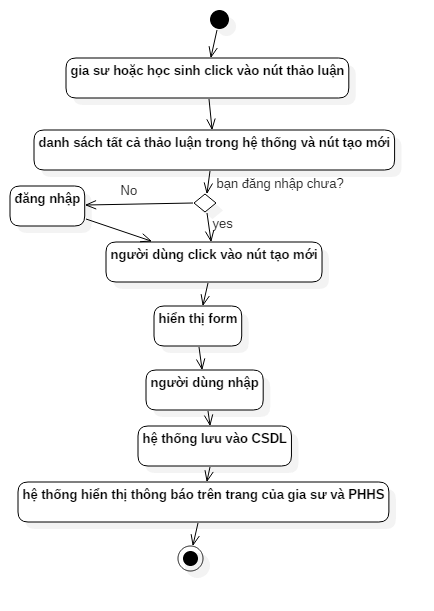 gia sư hoặc học sinh click vào nút thảo luận
danh sách tất cả thảo luận trong hệ thống và nút tạo mới
bạn đăng nhập chưa?
No
đăng nhập
yes
người dùng click vào nút tạo mới
hiển thị form
người dùng nhập
hệ thống lưu vào CSDL
hệ thống hiển thị thông báo trên trang của gia sư và PHHS